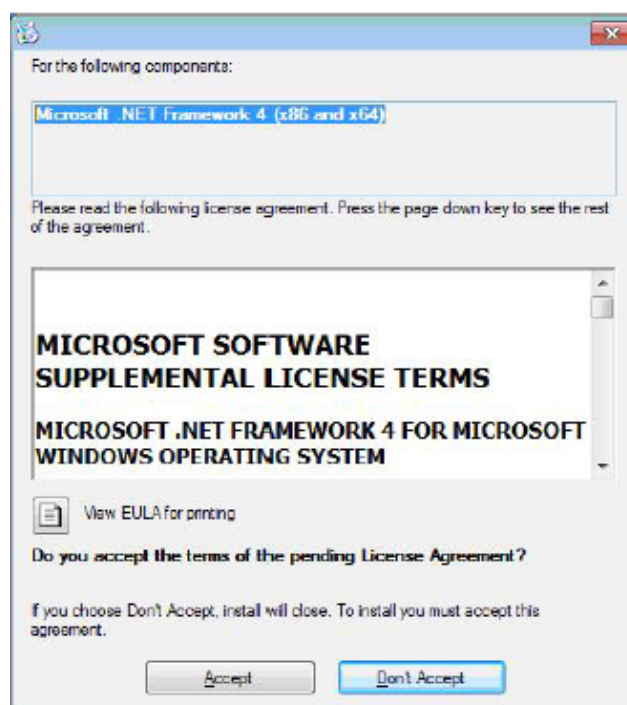 For the following components:
Microsoft .NET Framework 4 (x86 and x64)
Please read the following license agreement. Press the page down key to see the rest
of the agreement.
MICROSOFT SOFTWARE
SUPPLEMENTAL LICENSE TERMS
MICROSOFT .NET FRAMEWORK 4 FOR MICROSOFT
WINDOWS OPERATING SYSTEM
View EULA for printing
Do you accept the terms of the pending License Agreement?
If you choose Don't Accept, install will close. To install you must accept this
agreement.
Accept
Don't Accept